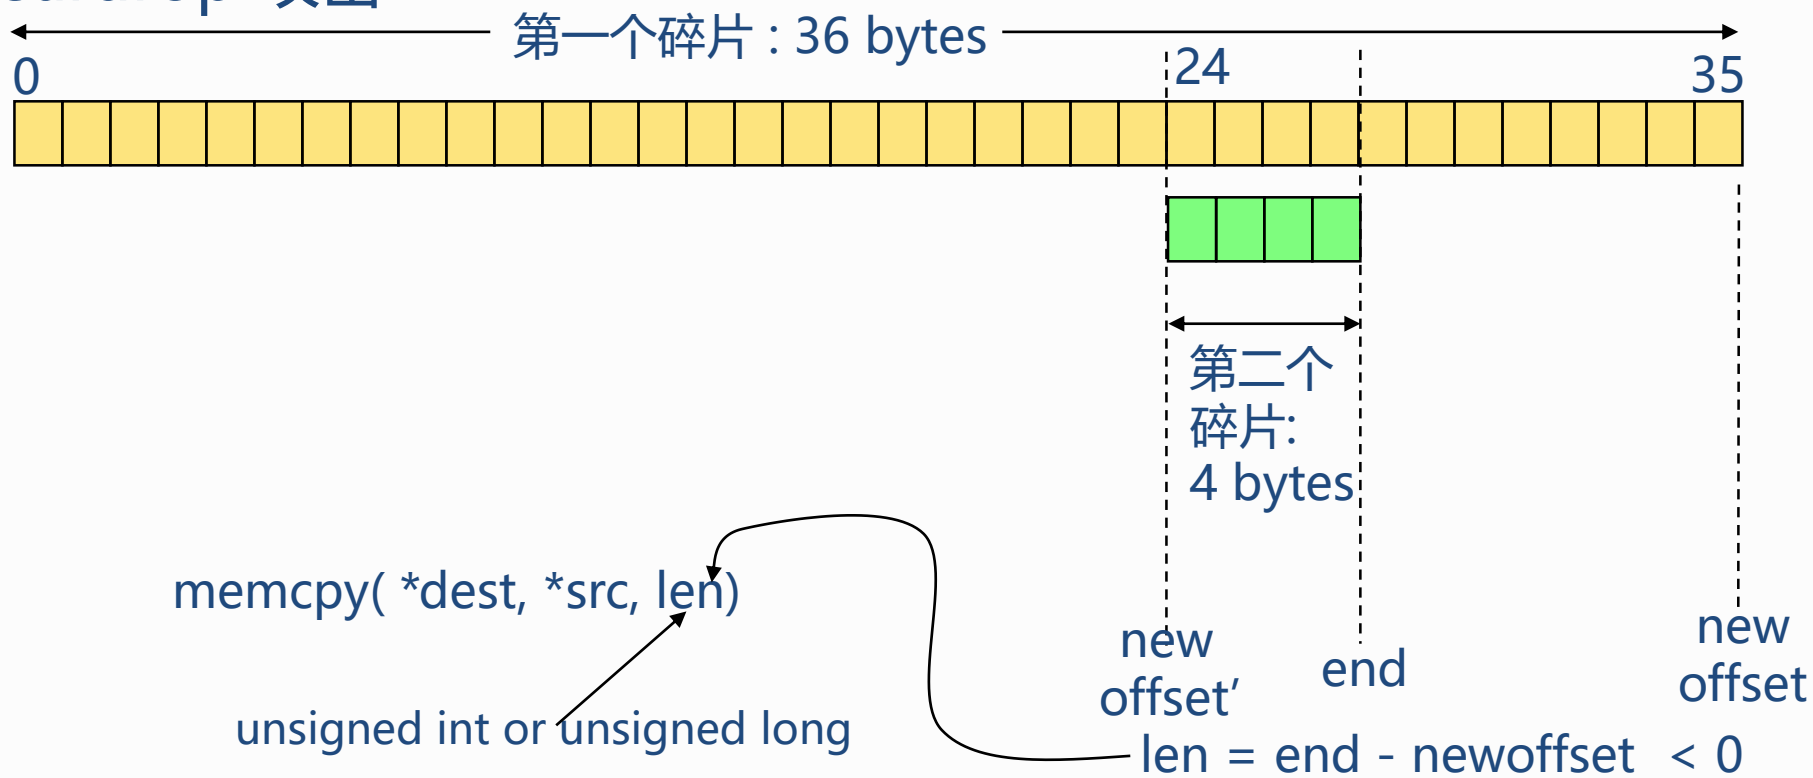 第一个碎片 : 36 bytes
0
24
35
第二个
碎片:
4 bytes
memcpy( *dest, *src, len)
unsigned int or unsigned long
new
offset’
end
new
offset
len = end - newoffset < 0